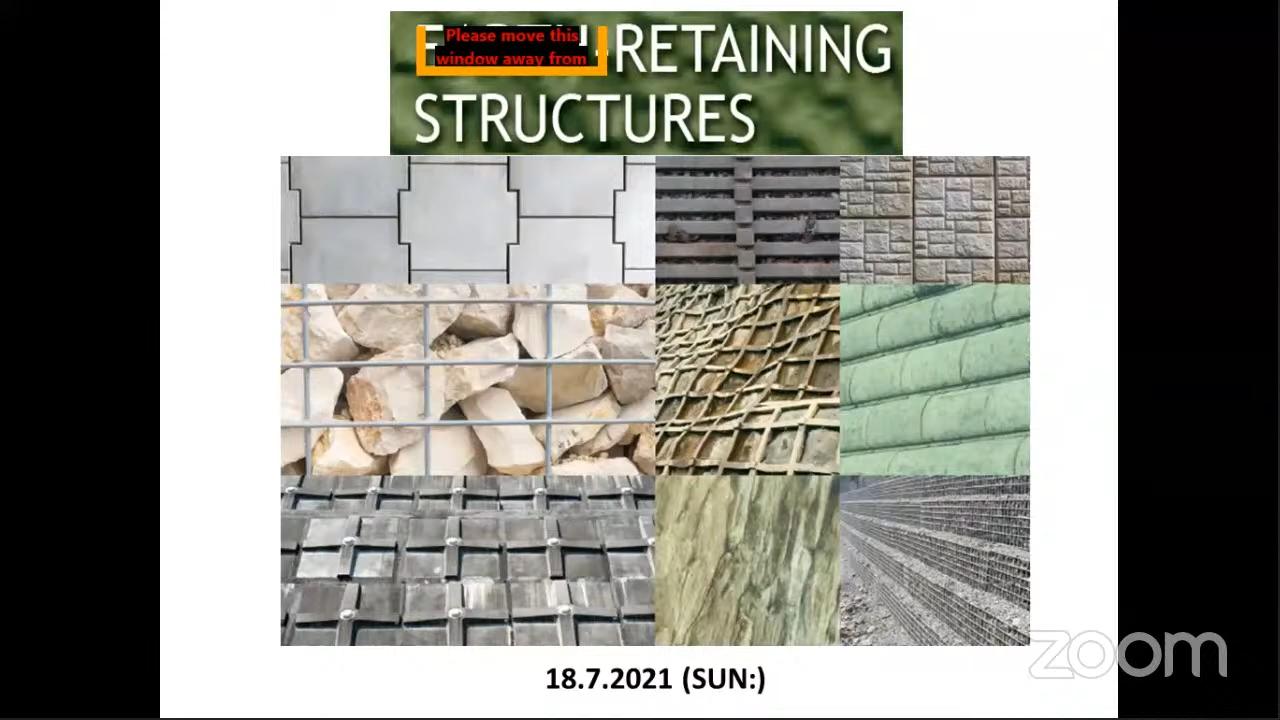 Please move this
window away from
-RETAINING
STRUCTURES
18.7.2021 (SUN:)
zoom